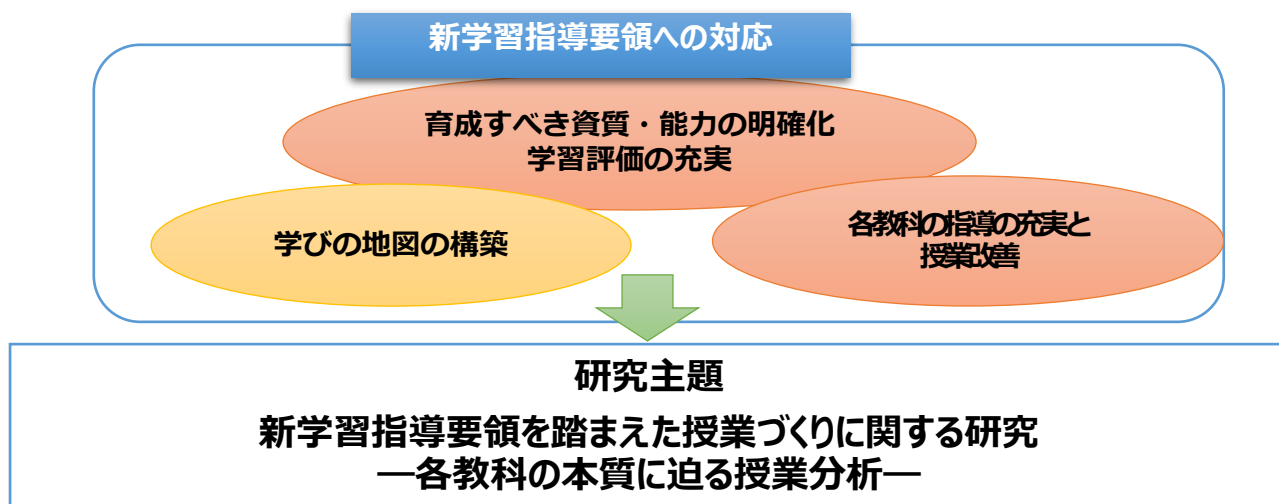 新学習指導要領への対応
育成すべき資質・能力の明確化
学習評価の充実
学びの地図の構築
各教科の指導の充実と
授業改善
研究主題
新学習指導要領を踏まえた授業づくりに関する研究
―各教科の本質に迫る授業分析―